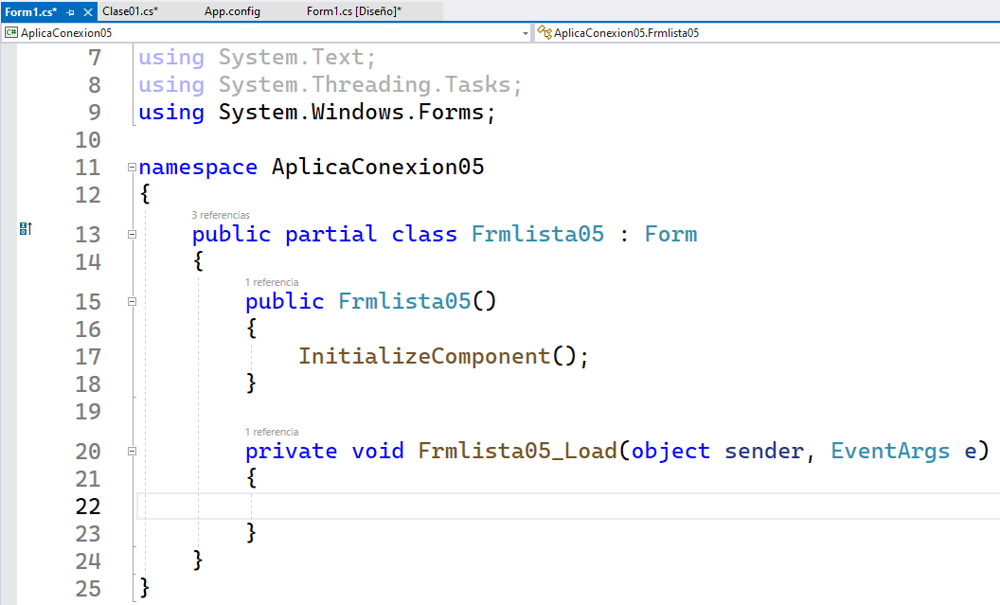 Form1.cs* Clase01.cs* App.config Form1.cs [Diseño]*
C# AplicaConexion05 AplicaConexion05.Frmlista05
7 using System.Text;
8 using System.Threading.Tasks;
9 using System.Windows.Forms;
10
11 namespace AplicaConexion05
12 {
3 referencias
13 public partial class Frmlista05 : Form
14 {
1 referencia
15 public Frmlista05()
16 {
17 InitializeComponent();
18 }
19
1 referencia
20 private void Frmlista05_Load(object sender, EventArgs e)
21 {
22
23 }
24 }
25 }